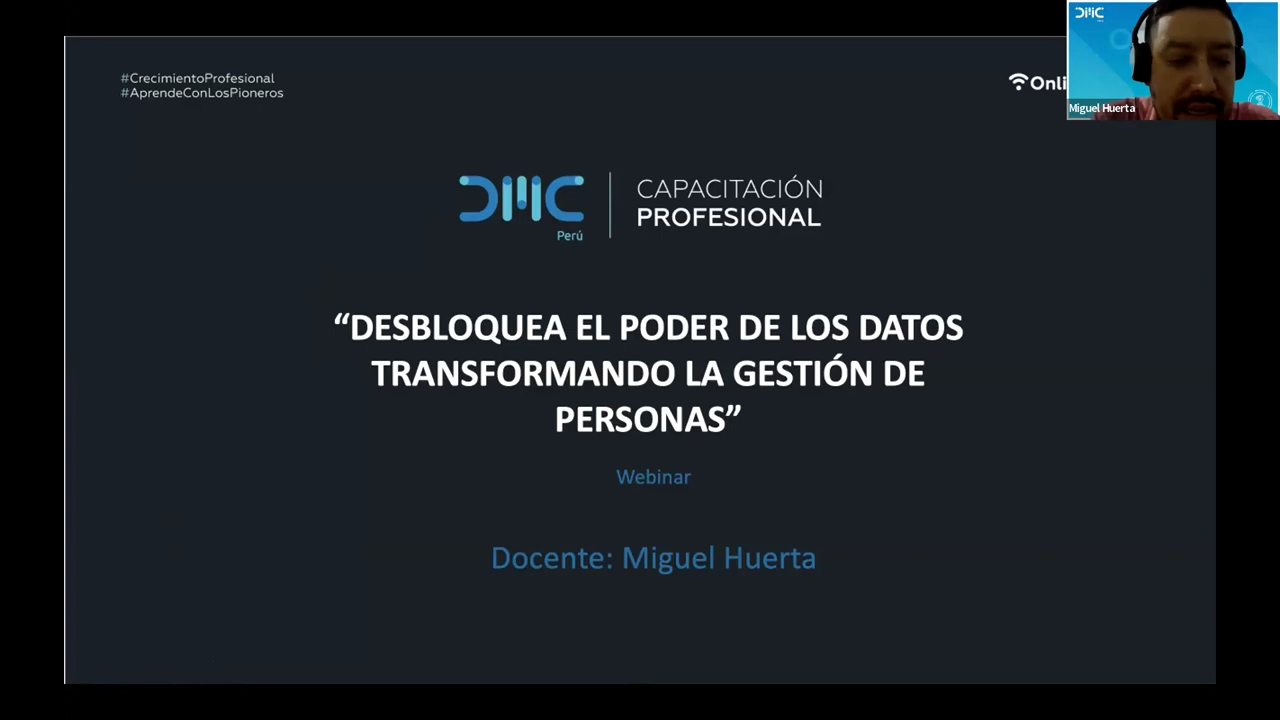 #CrecimientoProfesional
#AprendeConLosPioneros
DMC
Miguel Huerta
DMC
Perú
CAPACITACIÓN
PROFESIONAL
“DESBLOQUEA EL PODER DE LOS DATOS
TRANSFORMANDO LA GESTIÓN DE
PERSONAS”
Webinar
Docente: Miguel Huerta